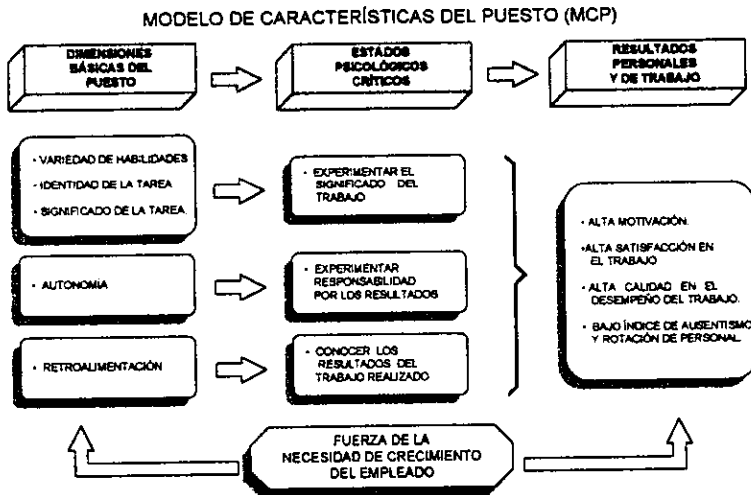 MODELO DE CARACTERÍSTICAS DEL PUESTO (MCP)
DIMENSIONES
BÁSICAS DEL
PUESTO
ESTADOS
PSICOLÓGICOS
CRÍTICOS
RESULTADOS
PERSONALES
Y DE TRABAJO
· VARIEDAD DE HABILIDADES
· IDENTIDAD DE LA TAREA
· SIGNIFICADO DE LA TAREA.
· EXPERIMENTAR EL
SIGNIFICADO DEL
TRABAJO
· AUTONOMÍA
· EXPERIMENTAR
RESPONSABILIDAD
POR LOS RESULTADOS
· RETROALIMENTACIÓN
· CONOCER LOS
RESULTADOS DEL
TRABAJO REALIZADO
· ALTA MOTIVACIÓN.
· ALTA SATISFACCIÓN EN
EL TRABAJO
· ALTA CALIDAD EN EL
DESEMPEÑO DEL TRABAJO.
· BAJO ÍNDICE DE AUSENTISMO
Y ROTACIÓN DE PERSONAL.
FUERZA DE LA
NECESIDAD DE CRECIMIENTO
DEL EMPLEADO